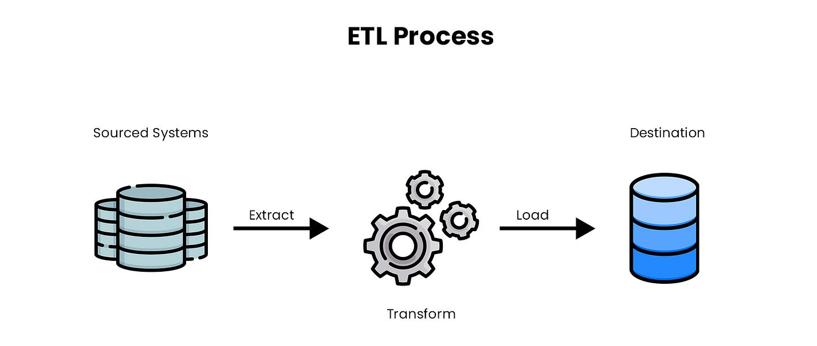 ETL Process
Sourced Systems
Destination
Extract
Load
Transform